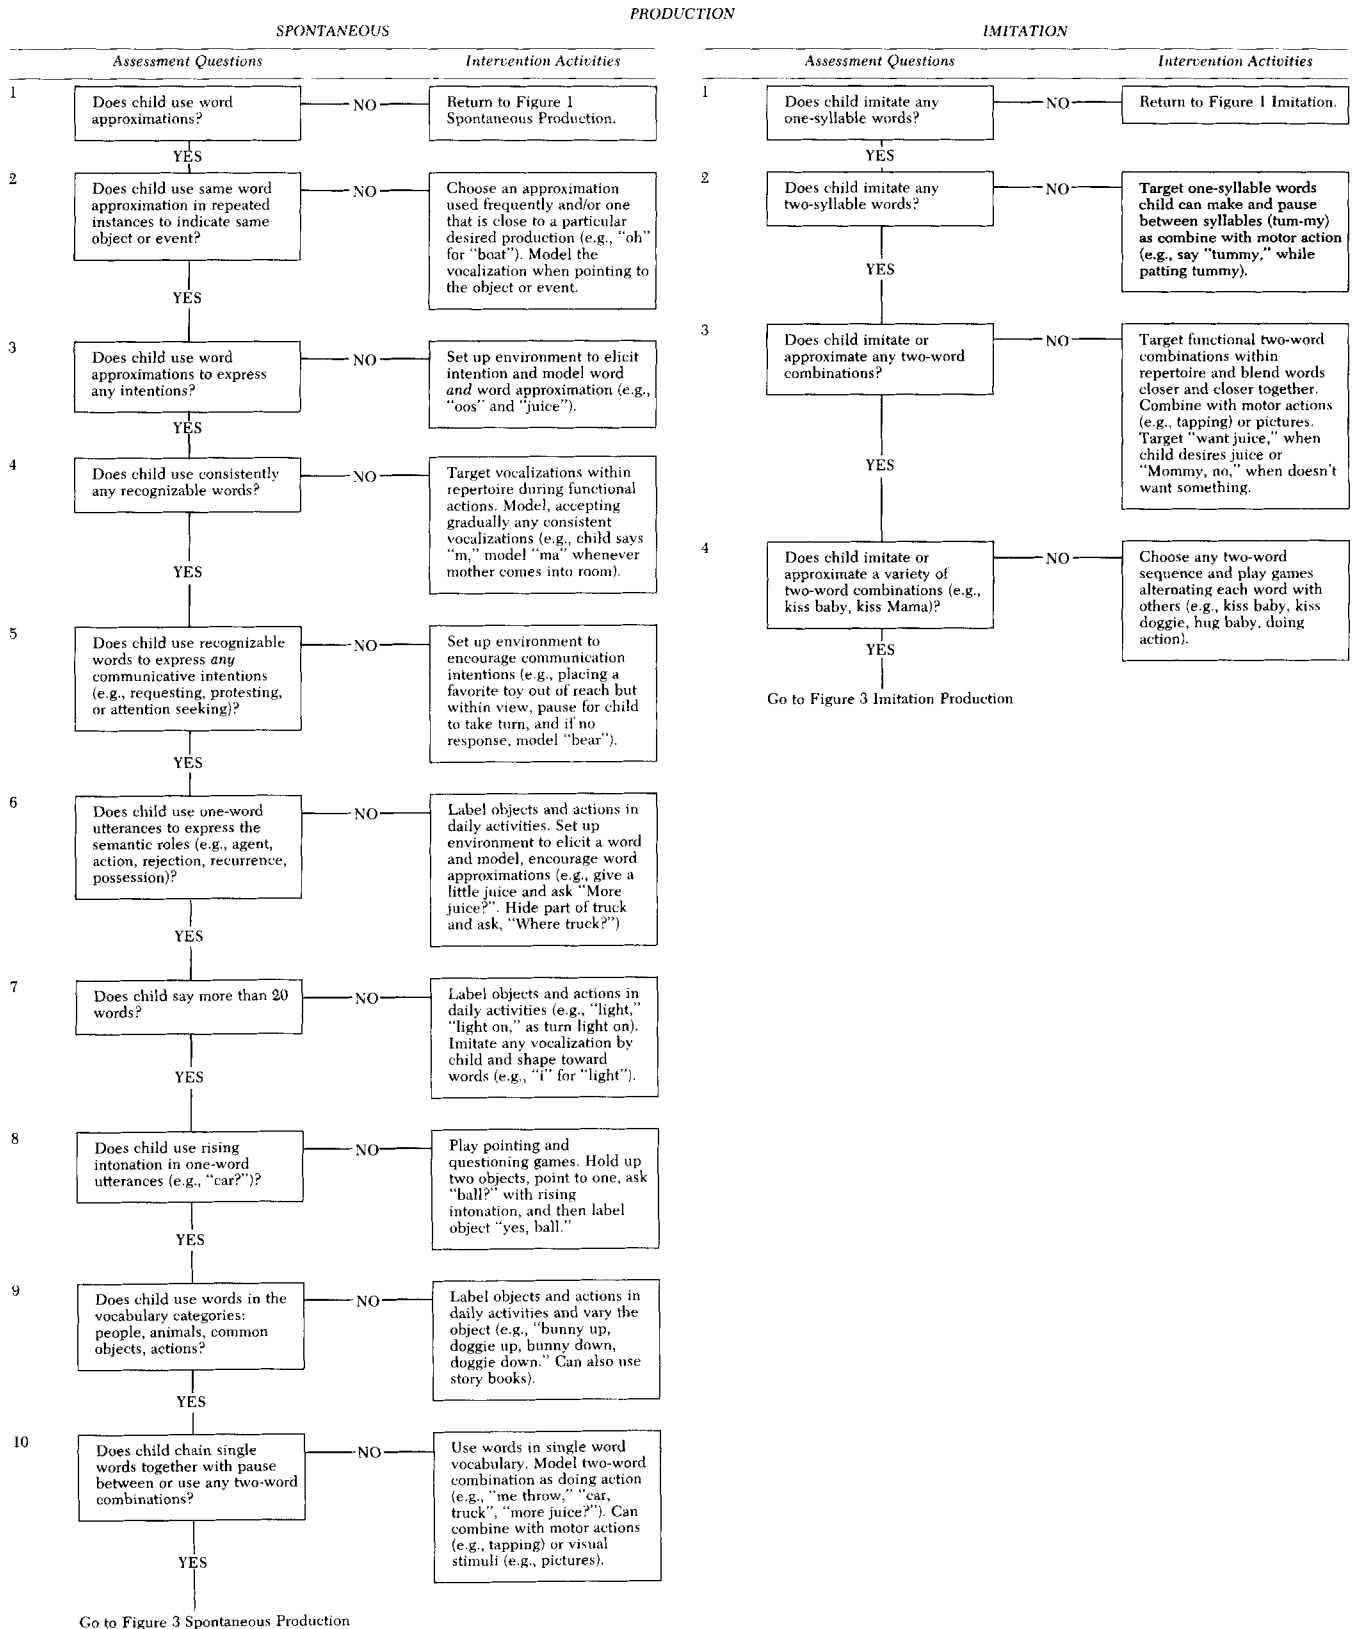 PRODUCTION
SPONTANEOUS
Assessment Questions
Intervention Activities
1
Does child use word
approximations?
NO
Return to Figure 1
Spontaneous Production.
YES
2
Does child use same word
approximation in repeated
instances to indicate same
object or event?
NO
Choose an approximation
used frequently and/or one
that is close to a particular
desired production (e.g., “oh”
for “boat”). Model the
vocalization when pointing to
the object or event.
YES
3
Does child use word
approximations to express
any intentions?
NO
Set up environment to elicit
intention and model word
and word approximation (e.g.,
“oos” and “juice”).
YES
4
Does child use consistently
any recognizable words?
NO
Target vocalizations within
repertoire during functional
actions. Model, accepting
gradually any consistent
vocalizations (e.g., child says
“m,” model “ma” whenever
mother comes into room).
YES
5
Does child use recognizable
words to express any
communicative intentions
(e.g., requesting, protesting,
or attention seeking)?
NO
Set up environment to
encourage communication
intentions (e.g., placing a
favorite toy out of reach but
within view, pause for child
to take turn, and if no
response, model “bear”).
YES
6
Does child use one-word
utterances to express the
semantic roles (e.g., agent,
action, rejection, recurrence,
possession)?
NO
Label objects and actions in
daily activities. Set up
environment to elicit a word
and model, encourage word
approximations (e.g., give a
little juice and ask “More
juice?”. Hide part of truck
and ask, “Where truck?”)
YES
7
Does child say more than 20
words?
NO
Label objects and actions in
daily activities (e.g., “light,”
“light on,” as turn light on).
Imitate any vocalization by
child and shape toward
words (e.g., “i” for “light”).
YES
8
Does child use rising
intonation in one-word
utterances (e.g., “car?”)?
NO
Play pointing and
questioning games. Hold up
two objects, point to one, ask
“ball?” with rising
intonation, and then label
object “yes, ball.”
YES
9
Does child use words in the
vocabulary categories:
people, animals, common
objects, actions?
NO
Label objects and actions in
daily activities and vary the
object (e.g., “bunny up,
doggie up, bunny down,
doggie down.” Can also use
story books).
YES
10
Does child chain single
words together with pause
between or use any two-word
combinations?
NO
Use words in single word
vocabulary. Model two-word
combination as doing action
(e.g., “me throw,” “car,
truck”, “more juice?”). Can
combine with motor actions
(e.g., tapping) or visual
stimuli (e.g., pictures).
YES
Go to Figure 3 Spontaneous Production
IMITATION
Assessment Questions
Intervention Activities
1
Does child imitate any
one-syllable words?
NO
Return to Figure 1 Imitation.
YES
2
Does child imitate any
two-syllable words?
NO
Target one-syllable words
child can make and pause
between syllables (tum-my)
as combine with motor action
(e.g., say “tummy,” while
patting tummy).
YES
3
Does child imitate or
approximate any two-word
combinations?
NO
Target functional two-word
combinations within
repertoire and blend words
closer and closer together.
Combine with motor actions
(e.g., tapping) or pictures.
Target “want juice,” when
child desires juice or
“Mommy, no,” when doesn't
want something.
YES
4
Does child imitate or
approximate a variety of
two-word combinations (e.g.,
kiss baby, kiss Mama)?
NO
Choose any two-word
sequence and play games
alternating each word with
others (e.g., kiss baby, kiss
doggie, hug baby, doing
action).
YES
Go to Figure 3 Imitation Production